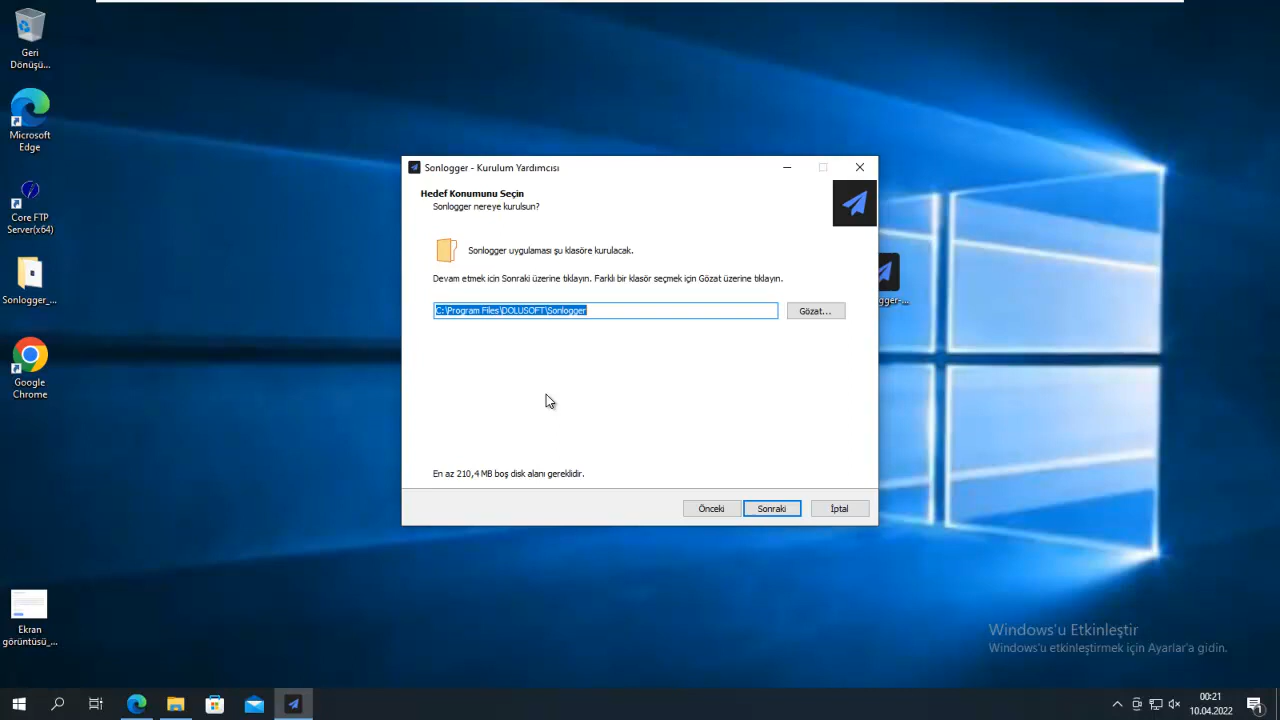 Geri
Dönüşü...
Microsoft
Edge
Core FTP
Server(x64)
Sonlogger_...
Google
Chrome
Ekran
görüntüsü_...
Sonlogger - Kurulum Yardımcısı
Hedef Konumunu Seçin
Sonlogger nereye kurulsun?
Sonlogger uygulaması şu klasöre kurulacak.
Devam etmek için Sonraki üzerine tıklayın. Farklı bir klasör seçmek için Gözat üzerine tıklayın.
C:\Program Files\DOLUSOFT\Sonlogger
Gözat...
En az 210,4 MB boş disk alanı gereklidir.
Önceki
Sonraki
İptal
gger-...
Windows'u Etkinleştir
Windows'u etkinleştirmek için Ayarlar'a gidin.
00:21
10.04.2022
1